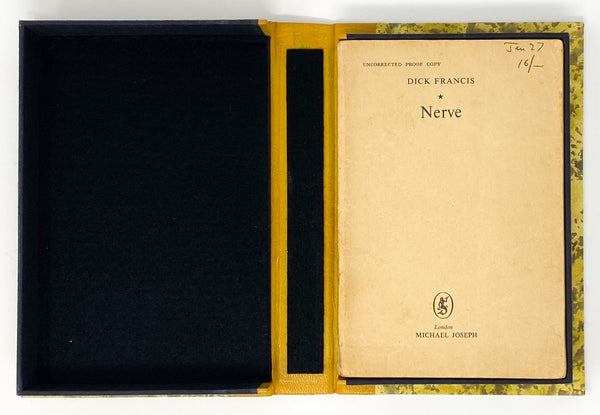 Jan 27
16/-
UNCORRECTED PROOF COPY
DICK FRANCIS
★
Nerve
London
MICHAEL JOSEPH